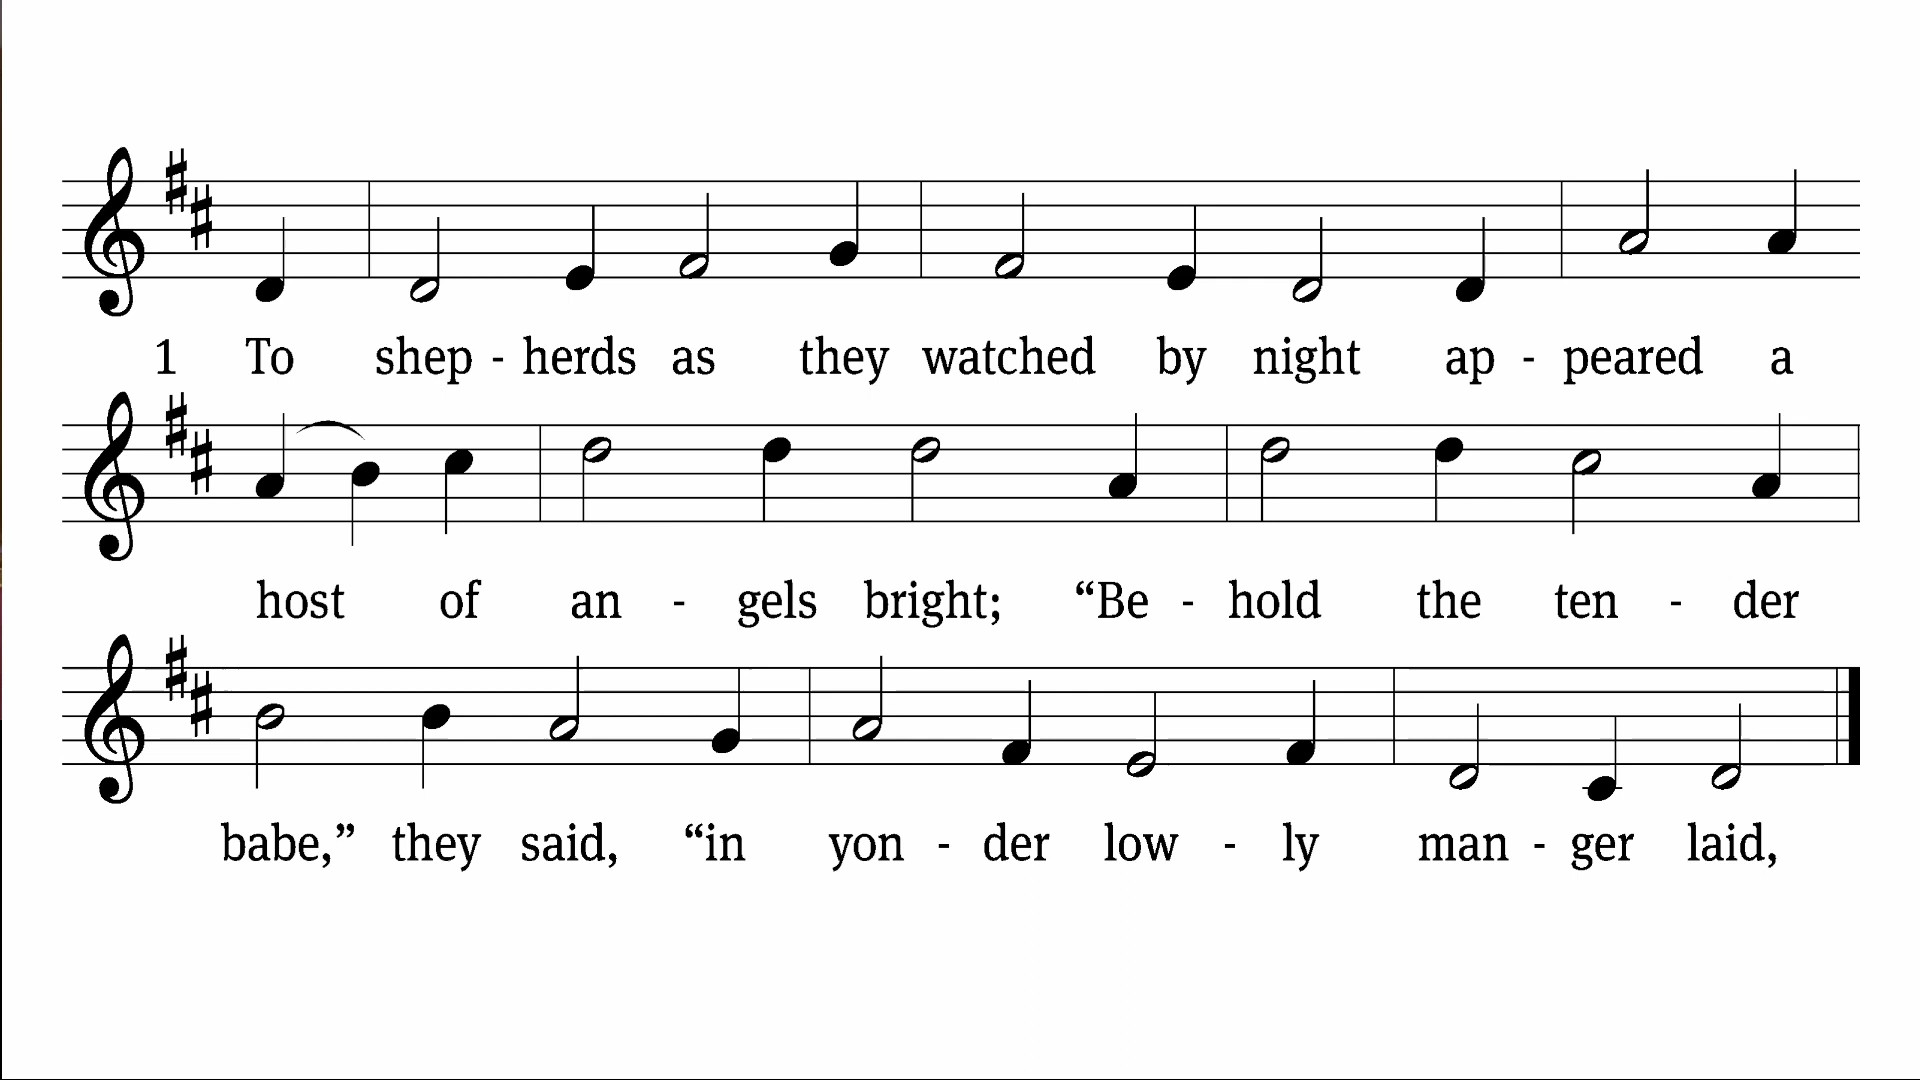 1 To shep - herds as they watched by night ap - peared a
host of an - gels bright; “Be - hold the ten - der
babe,” they said, “in yon - der low - ly man - ger laid,